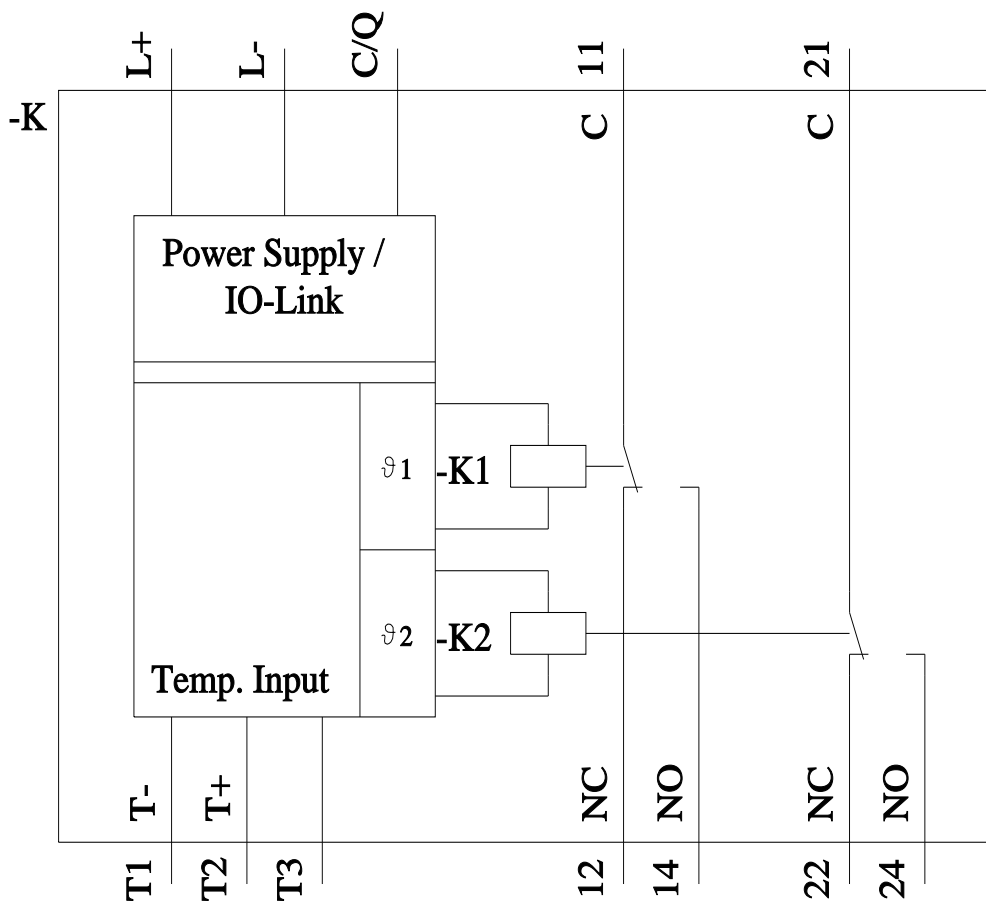 L+
L-
C/Q
11
21
-K
C
C
Power Supply /
IO-Link
ϑ1
-K1
ϑ2
-K2
Temp. Input
T-
T+
NC
NO
NC
NO
T1
T2
T3
12
14
22
24